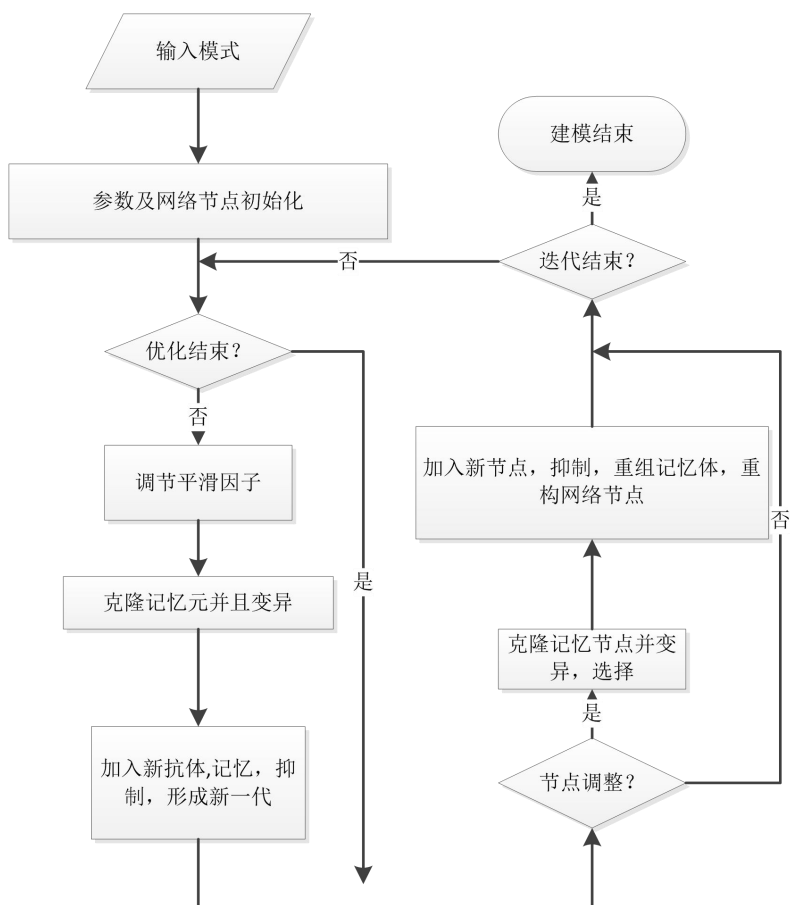 输入模式
参数及网络节点初始化
优化结束？
否
调节平滑因子
克隆记忆元并且变异
加入新抗体,记忆，抑
制，形成新一代
是
建模结束
是
迭代结束？
否
加入新节点，抑制，重组记忆体，重
构网络节点
否
克隆记忆节点并变
异，选择
是
节点调整？